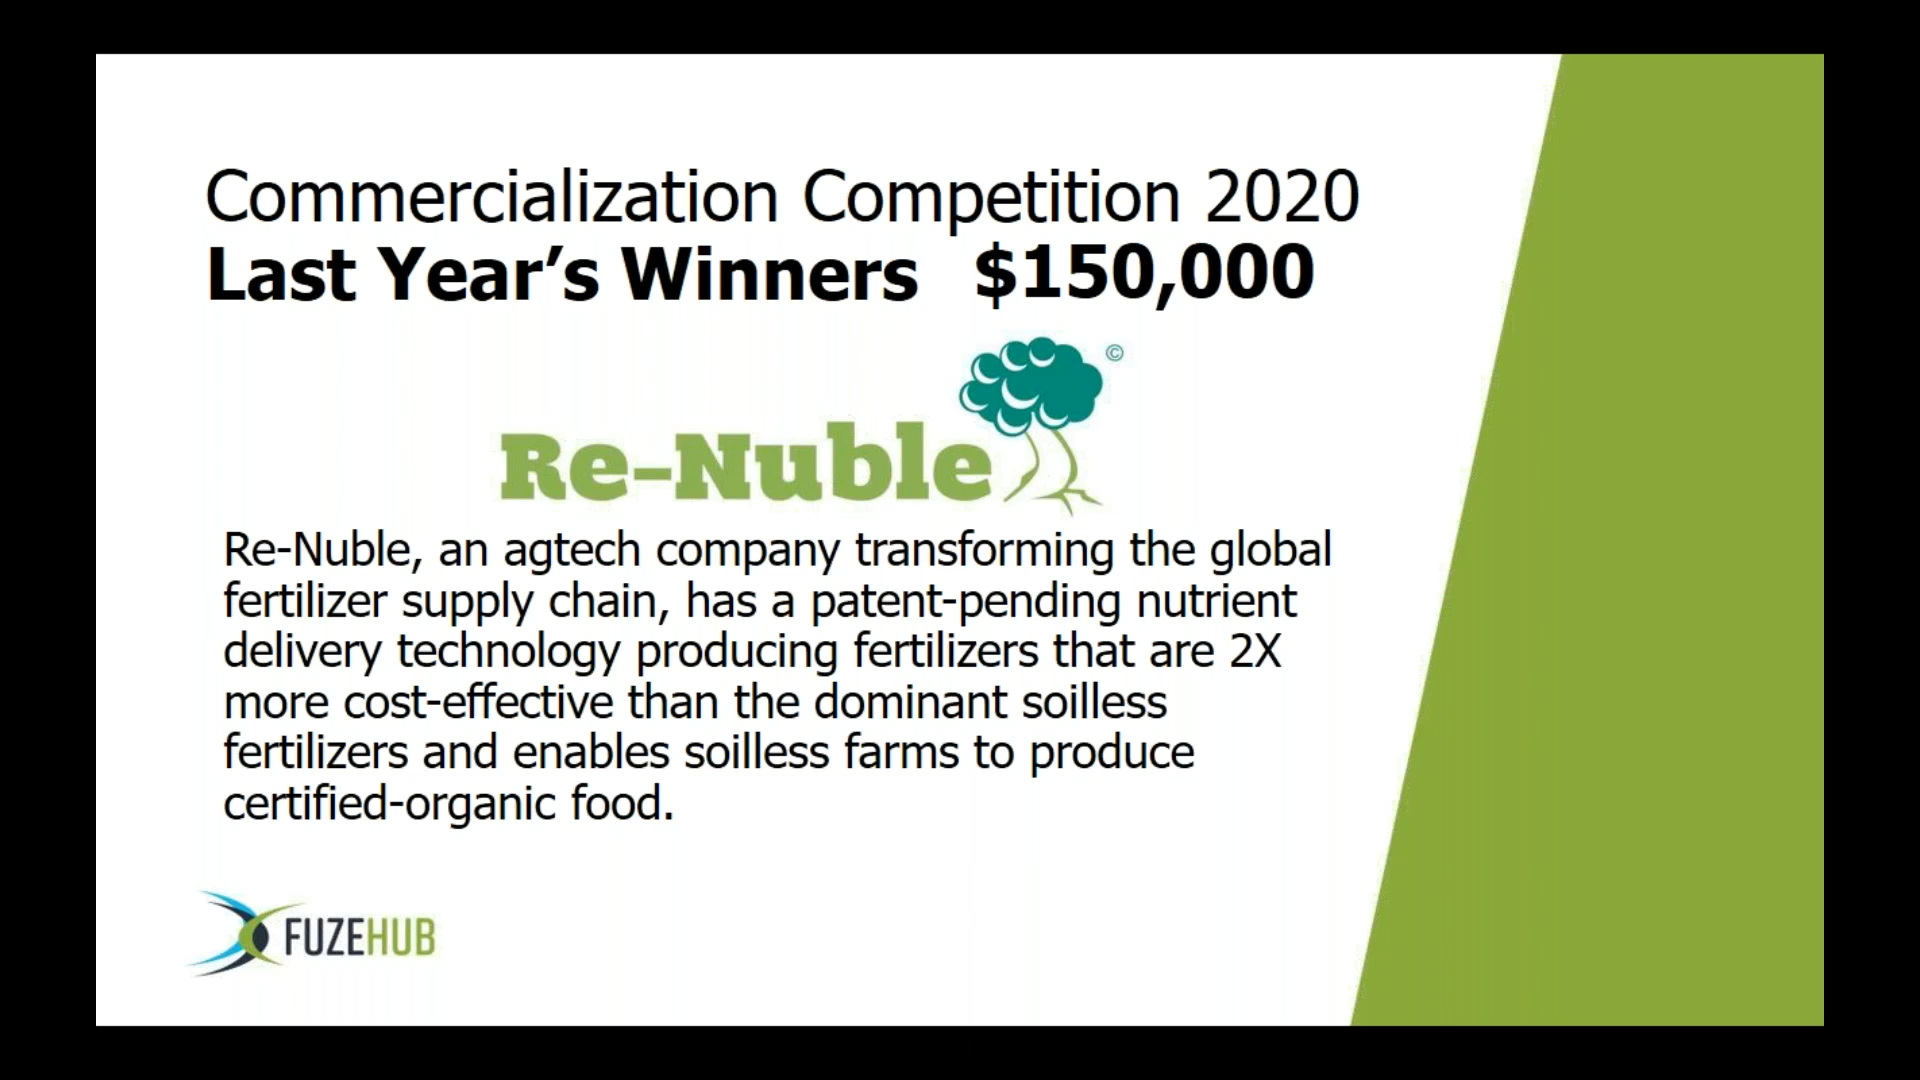 Commercialization Competition 2020
Last Year’s Winners $150,000
©
Re-Nuble
Re-Nuble, an agtech company transforming the global
fertilizer supply chain, has a patent-pending nutrient
delivery technology producing fertilizers that are 2X
more cost-effective than the dominant soilless
fertilizers and enables soilless farms to produce
certified-organic food.
FUZEHUB